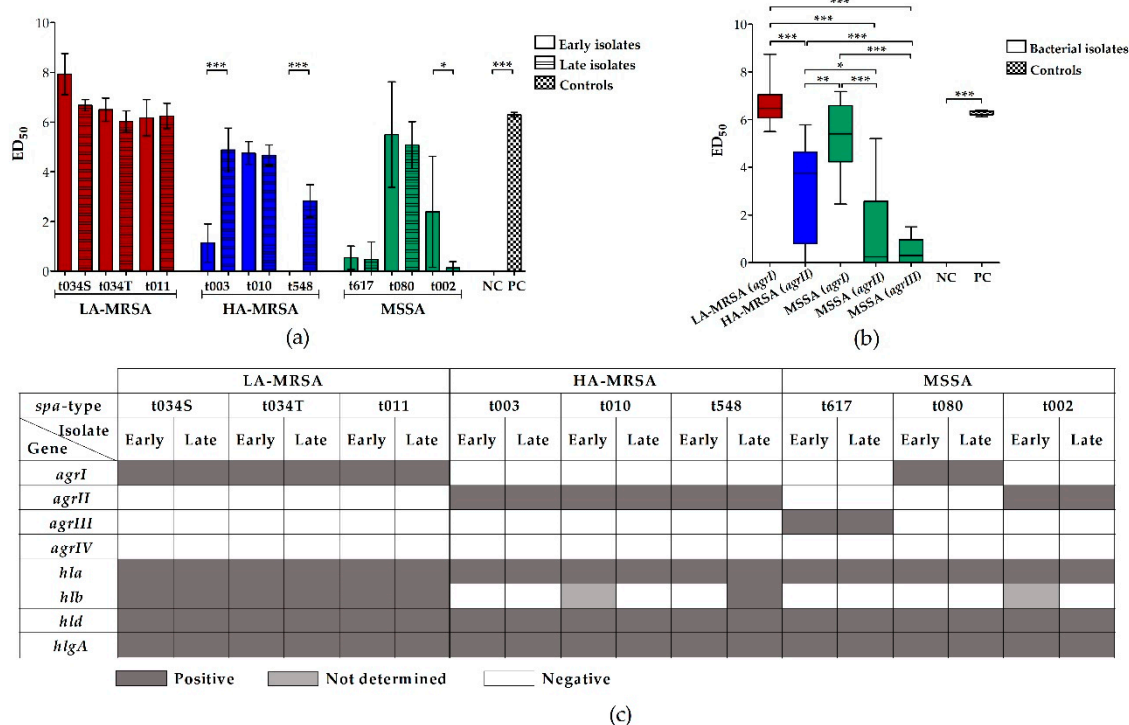 ***
***
*** ***
***
* **
*** ***
***
***
*
** ***
***
Early isolates
Late isolates
Controls
Bacterial isolates
Controls
ED50
10
8
6
4
2
0
t034S t034T t011 t003 t010 t548 t617 t080 t002 NC PC
LA-MRSA HA-MRSA MSSA
(a)
ED50
10
8
6
4
2
0
LA-MRSA (agrI)
HA-MRSA (agrII)
MSSA (agrI)
MSSA (agrII)
MSSA (agrIII)
NC
PC
(b)
LA-MRSA HA-MRSA MSSA
spa-type t034S t034T t011 t003 t010 t548 t617 t080 t002
Isolate
Gene
Early Late Early Late Early Late Early Late Early Late Early Late Early Late Early Late Early Late
agrI
agrII
agrIII
agrIV
hla
hlb
hld
hlgA
Positive Not determined Negative
(c)